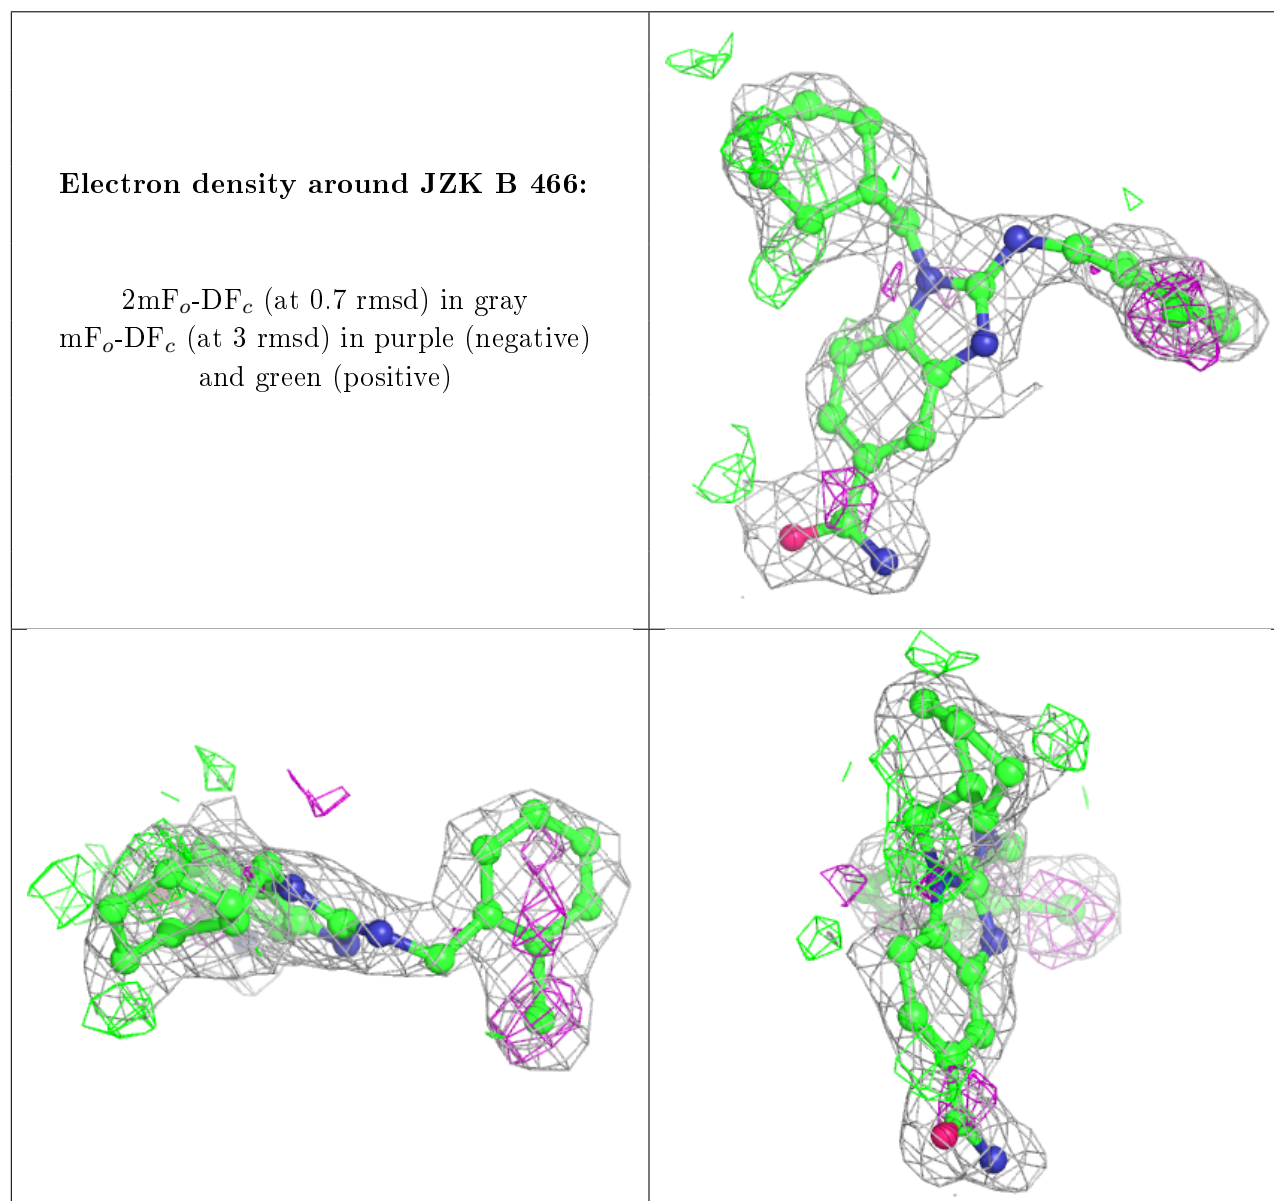 Electron density around JZK B 466:
2mFo-DFc (at 0.7 rmsd) in gray
mFo-DFc (at 3 rmsd) in purple (negative)
and green (positive)